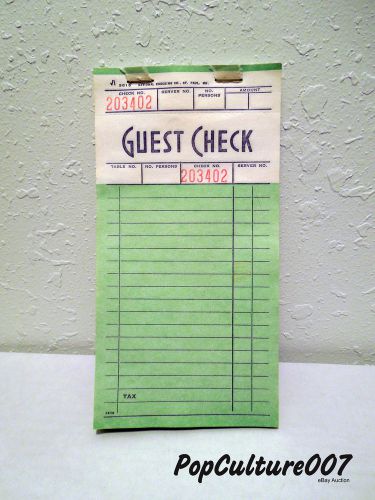 CHECK NO. SERVER NO. NO. PERSONS AMOUNT
203402
GUEST CHECK
TABLE NO. NO. PERSONS CHECK NO. SERVER NO.
203402
TAX
PopCulture007
eBay Auction